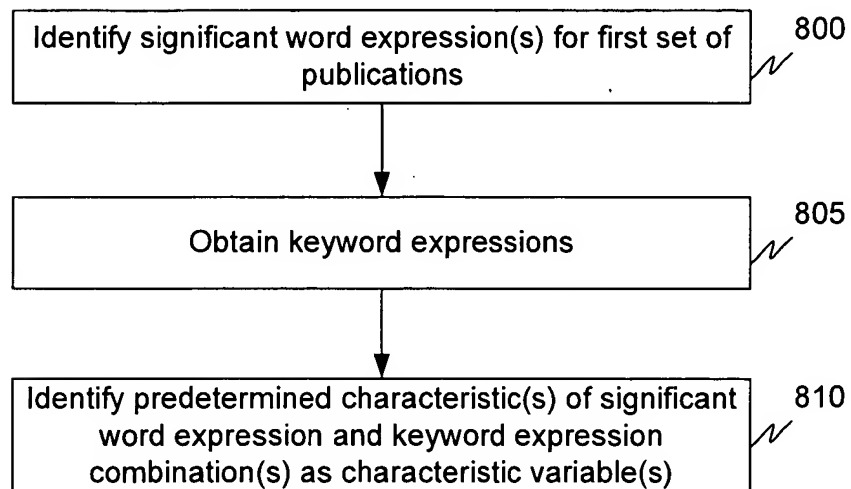 Identify significant word expression(s) for first set of
publications
800
Obtain keyword expressions
805
Identify predetermined characteristic(s) of significant
word expression and keyword expression
combination(s) as characteristic variable(s)
810